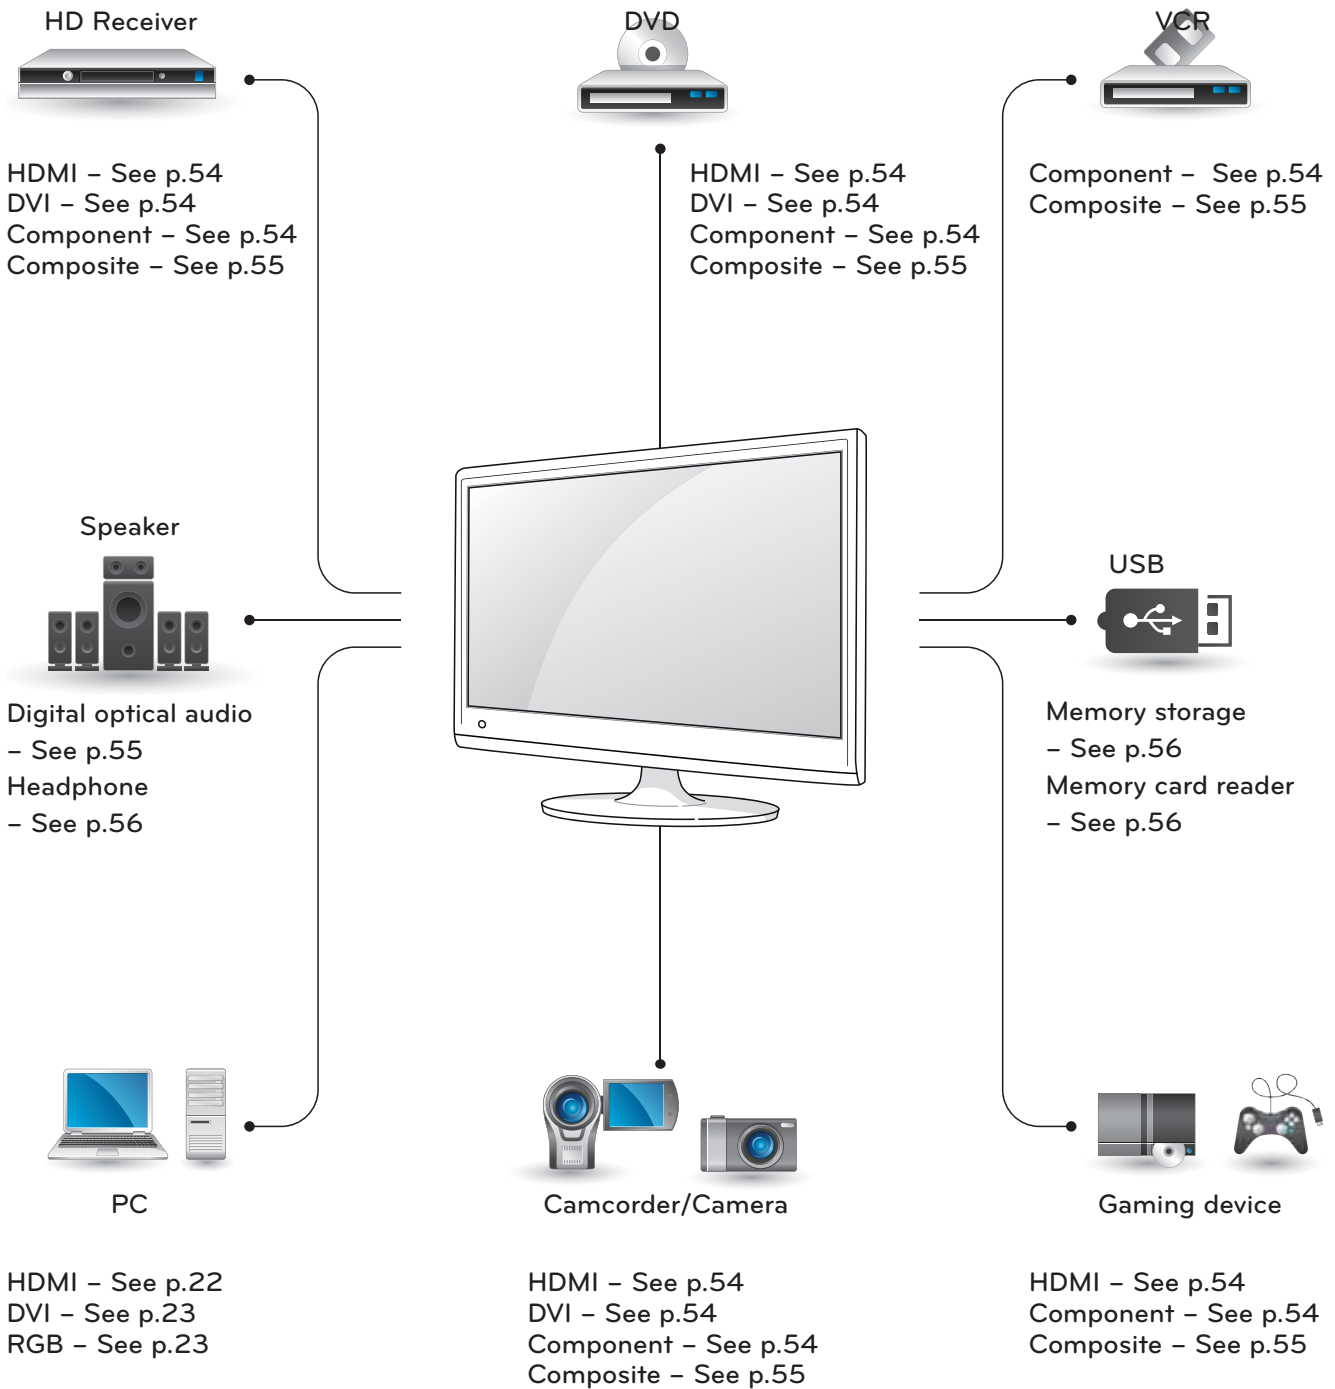 HD Receiver
HDMI – See p.54
DVI – See p.54
Component – See p.54
Composite – See p.55
DVD
HDMI – See p.54
DVI – See p.54
Component – See p.54
Composite – See p.55
VCR
Component – See p.54
Composite – See p.55
Speaker
Digital optical audio
– See p.55
Headphone
– See p.56
USB
Memory storage
– See p.56
Memory card reader
– See p.56
PC
HDMI – See p.22
DVI – See p.23
RGB – See p.23
Camcorder/Camera
HDMI – See p.54
DVI – See p.54
Component – See p.54
Composite – See p.55
Gaming device
HDMI – See p.54
Component – See p.54
Composite – See p.55